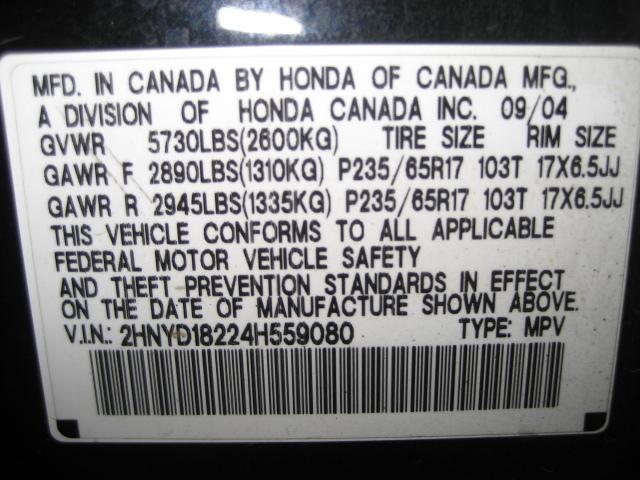 MFD. IN CANADA BY HONDA OF CANADA MFG.,
A DIVISION OF HONDA CANADA INC. 09/04
GVWR 5730LBS(2600KG) TIRE SIZE RIM SIZE
GAWR F 2890LBS(1310KG) P235/65R17 103T 17X6.5JJ
GAWR R 2945LBS(1335KG) P235/65R17 103T 17X6.5JJ
THIS VEHICLE CONFORMS TO ALL APPLICABLE
FEDERAL MOTOR VEHICLE SAFETY
AND THEFT PREVENTION STANDARDS IN EFFECT
ON THE DATE OF MANUFACTURE SHOWN ABOVE.
V.I.N.: 2HNYD18224H559080 TYPE: MPV